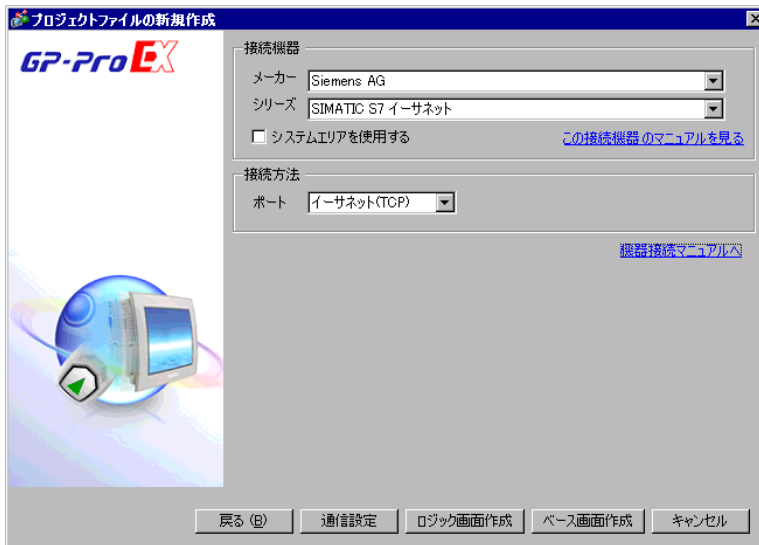 プロジェクトファイルの新規作成
GP-Pro EX
接続機器
メーカー Siemens AG
シリーズ SIMATIC S7 イーサネット
システムエリアを使用する この接続機器のマニュアルを見る
接続方法
ポート イーサネット(TCP)
機器接続マニュアルへ
戻る (B) 通信設定 ロジック画面作成 ベース画面作成 キャンセル